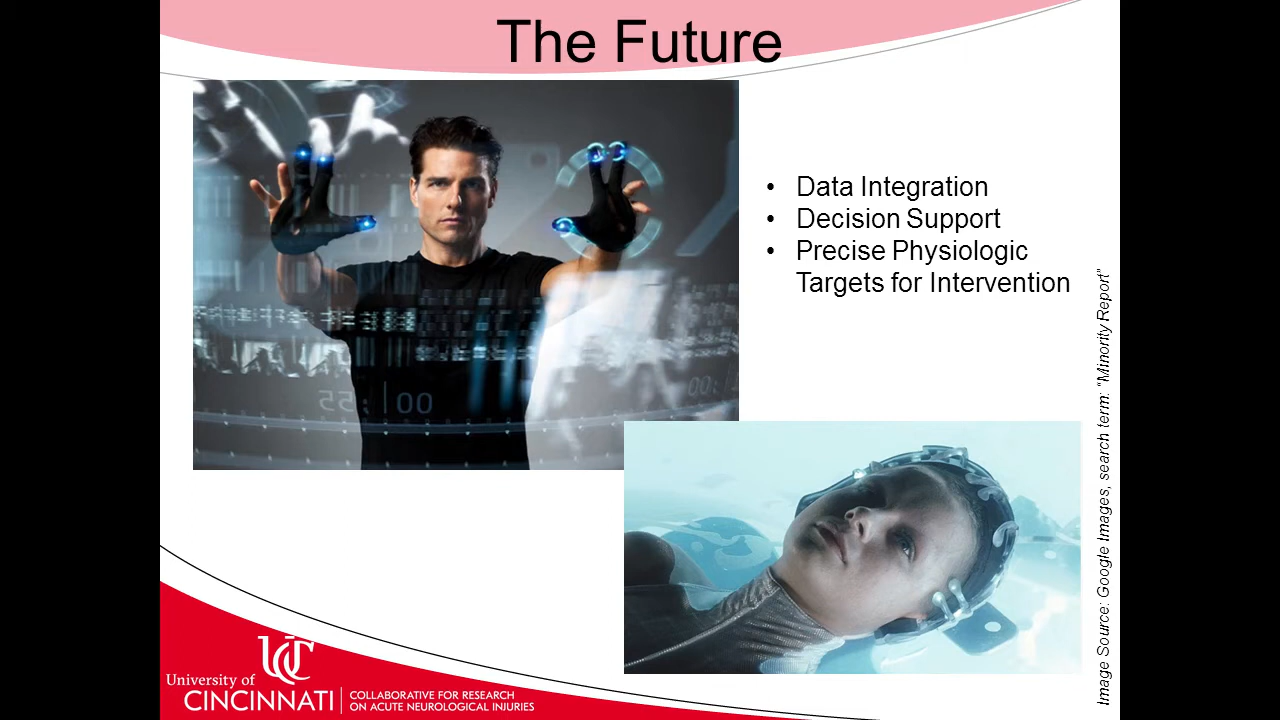 The Future
• Data Integration
• Decision Support
• Precise Physiologic
Targets for Intervention
Image Source: Google Images, search term: “Minority Report”
UC
University of
CINCINNATI
COLLABORATIVE FOR RESEARCH
ON ACUTE NEUROLOGICAL INJURIES